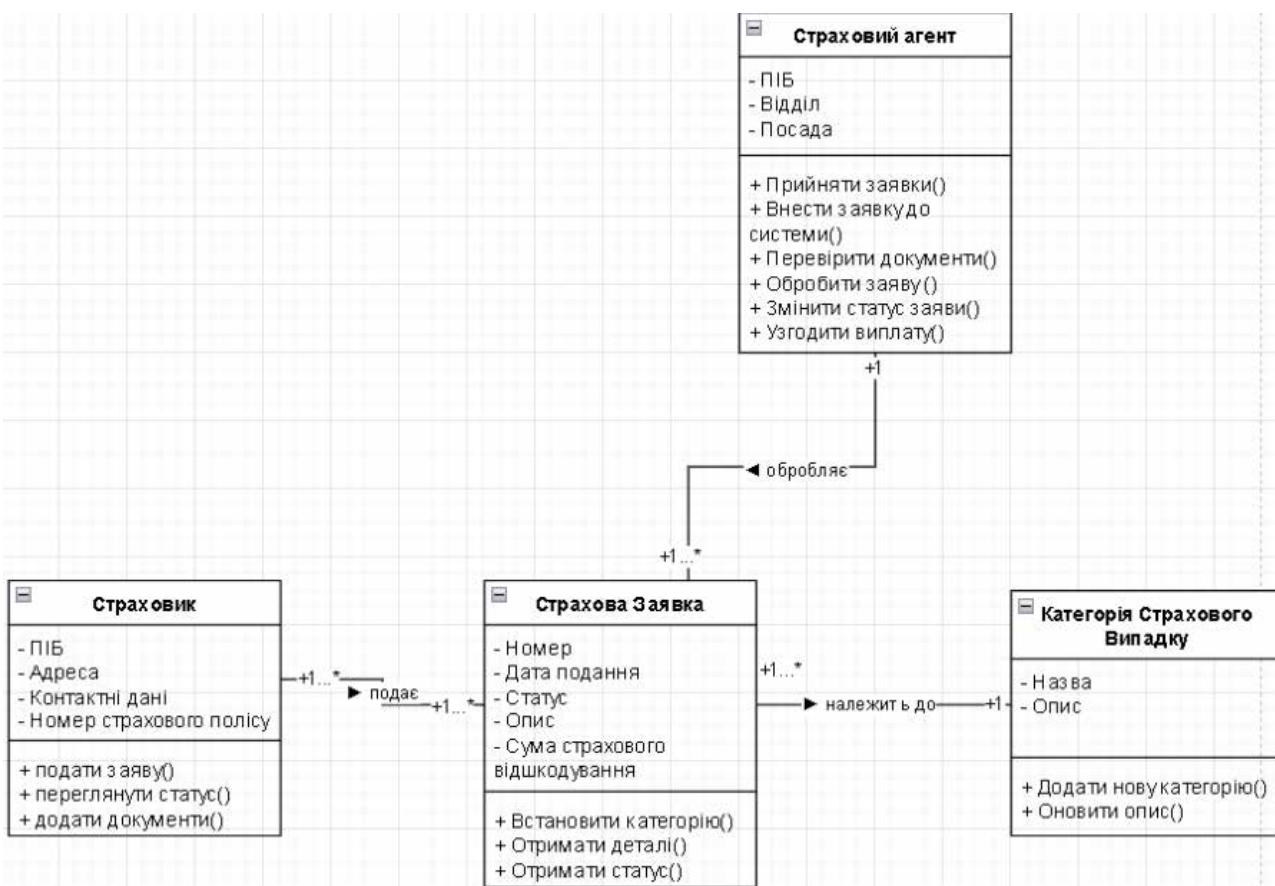 Страховий агент
- ПІБ
- Відділ
- Посада
+ Прийняти заявки()
+ Внести заявку до
системи()
+ Перевірити документи()
+ Обробити заяву()
+ Змінити статус заяви()
+ Узгодити виплату()
+1
◄ обробляє
+1...*
Страховик
- ПІБ
- Адреса
- Контактні дані
- Номер страхового полісу
+ подати заяву()
+ переглянути статус()
+ додати документи()
+1...*
► подає
+1...*
Страхова Заявка
- Номер
- Дата подання
- Статус
- Опис
- Сума страхового
відшкодування
+ Встановити категорію()
+ Отримати деталі()
+ Отримати статус()
+1...*
► належить до
+1
Категорія Страхового
Випадку
- Назва
- Опис
+ Додати нову категорію()
+ Оновити опис()